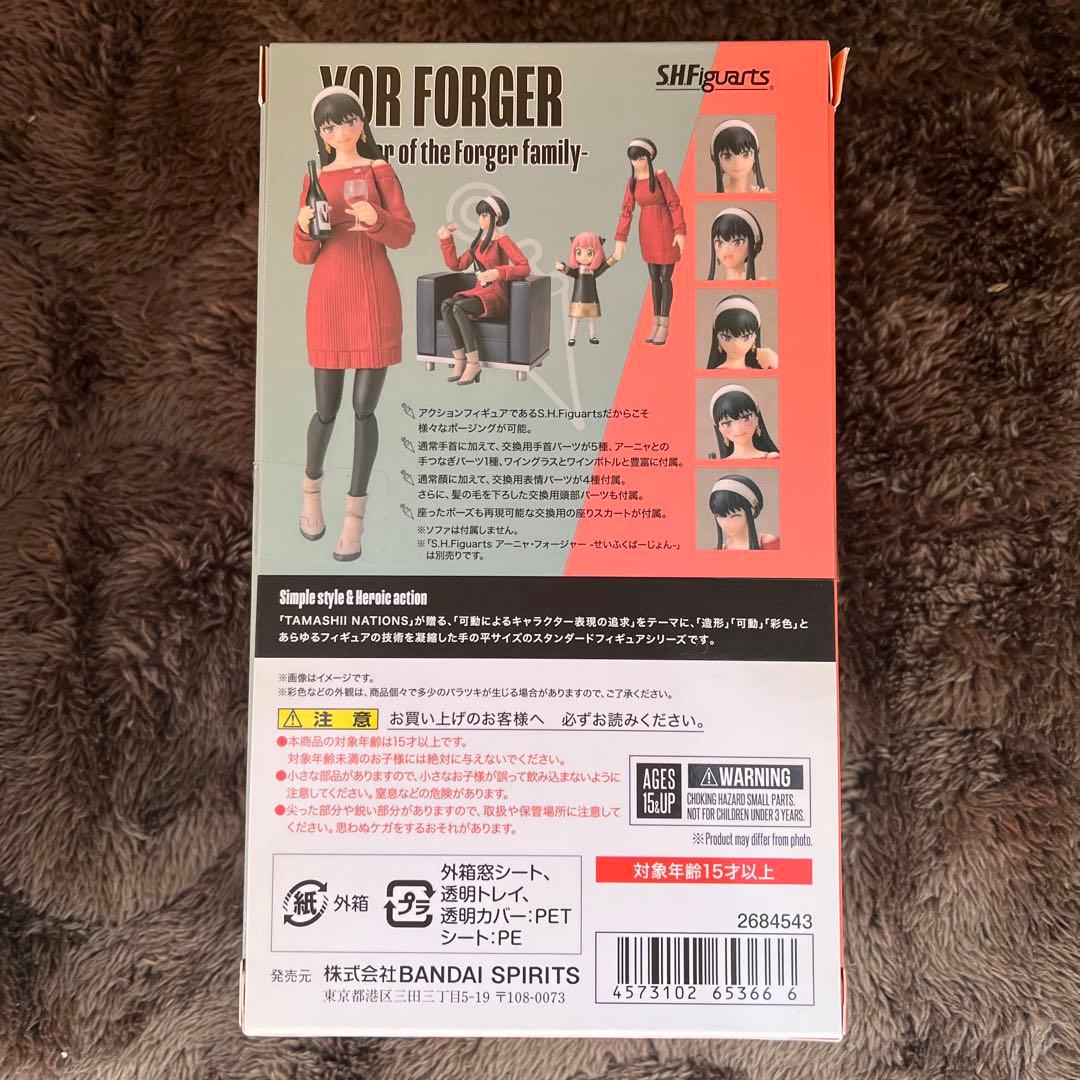 YOR FORGER
S.H.Figuarts
of the Forger family-
アクションフィギュアであるS.H.Figuartsだからこそ
様々なポージングが可能。
通常手首に加えて、交換用手首パーツが5種、アーニャとの
手つなぎパーツ1種、ワイングラスとワインボトルと豊富に付属。
通常顔に加えて、交換用表情パーツが4種付属。
さらに、髪の毛を下ろした交換用頭部パーツも付属。
座ったポーズも再現可能な交換用の座りスカートが付属。
※ソファは付属しません。
※「S.H.Figuarts アーニャ・フォージャー -せいふくばーじょん-」
は別売りです。
Simple style & Heroic action
「TAMASHII NATIONS」が贈る、「可動によるキャラクター表現の追求」をテーマに、「造形」「可動」「彩色」と
あらゆるフィギュアの技術を凝縮した手の平サイズのスタンダードフィギュアシリーズです。
※画像はイメージです。
※彩色などの外観は、商品個々で多少のバラツキが生じる場合がありますので、ご了承ください。
注意 お買い上げのお客様へ 必ずお読みください。
●本商品の対象年齢は15才以上です。
対象年齢未満のお子様には絶対に与えないでください。
●小さな部品がありますので、小さなお子様が誤って飲み込まないように
注意してください。窒息などの危険があります。
●尖った部分や鋭い部分がありますので、取扱や保管場所に注意して
ください。思わぬケガをするおそれがあります。
AGES
15&UP
WARNING
CHOKING HAZARD SMALL PARTS.
NOT FOR CHILDREN UNDER 3 YEARS.
※Product may differ from photo.
対象年齢15才以上
紙 外箱
プラ
外箱窓シート、
透明トレイ、
透明カバー：PET
シート：PE
2684543
4573102 65366 6
発売元 株式会社BANDAI SPIRITS
東京都港区三田三丁目5-19 〒108-0073